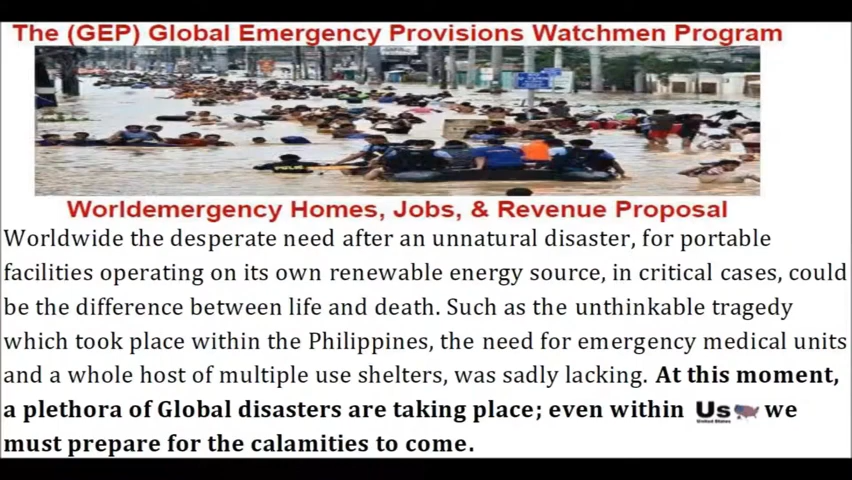 The (GEP) Global Emergency Provisions Watchmen Program
Worldemergency Homes, Jobs, & Revenue Proposal
Worldwide the desperate need after an unnatural disaster, for portable
facilities operating on its own renewable energy source, in critical cases, could
be the difference between life and death. Such as the unthinkable tragedy
which took place within the Philippines, the need for emergency medical units
and a whole host of multiple use shelters, was sadly lacking. At this moment,
a plethora of Global disasters are taking place; even within Us United States we
must prepare for the calamities to come.